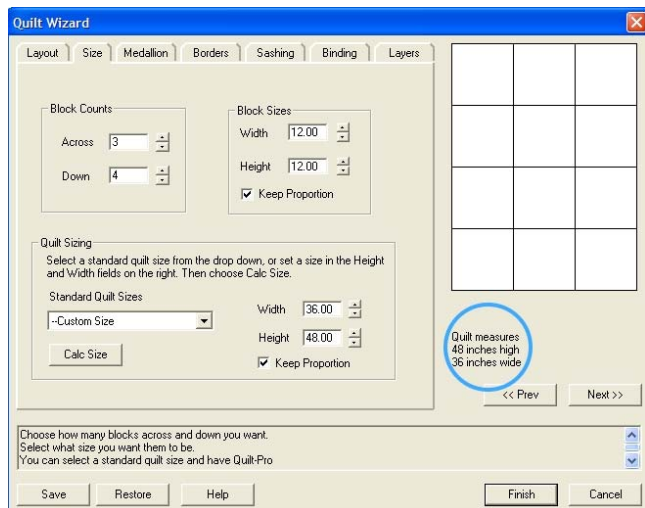 Quilt Wizard
Layout Size Medallion Borders Sashing Binding Layers
Block Counts
Across 3
Down 4
Block Sizes
Width 12.00
Height 12.00
Keep Proportion
Quilt Sizing
Select a standard quilt size from the drop down, or set a size in the Height
and Width fields on the right. Then choose Calc Size.
Standard Quilt Sizes
--Custom Size
Calc Size
Width 36.00
Height 48.00
Keep Proportion
Quilt measures
48 inches high
36 inches wide
<< Prev Next >>
Choose how many blocks across and down you want.
Select what size you want them to be.
You can select a standard quilt size and have Quilt-Pro
Save Restore Help Finish Cancel